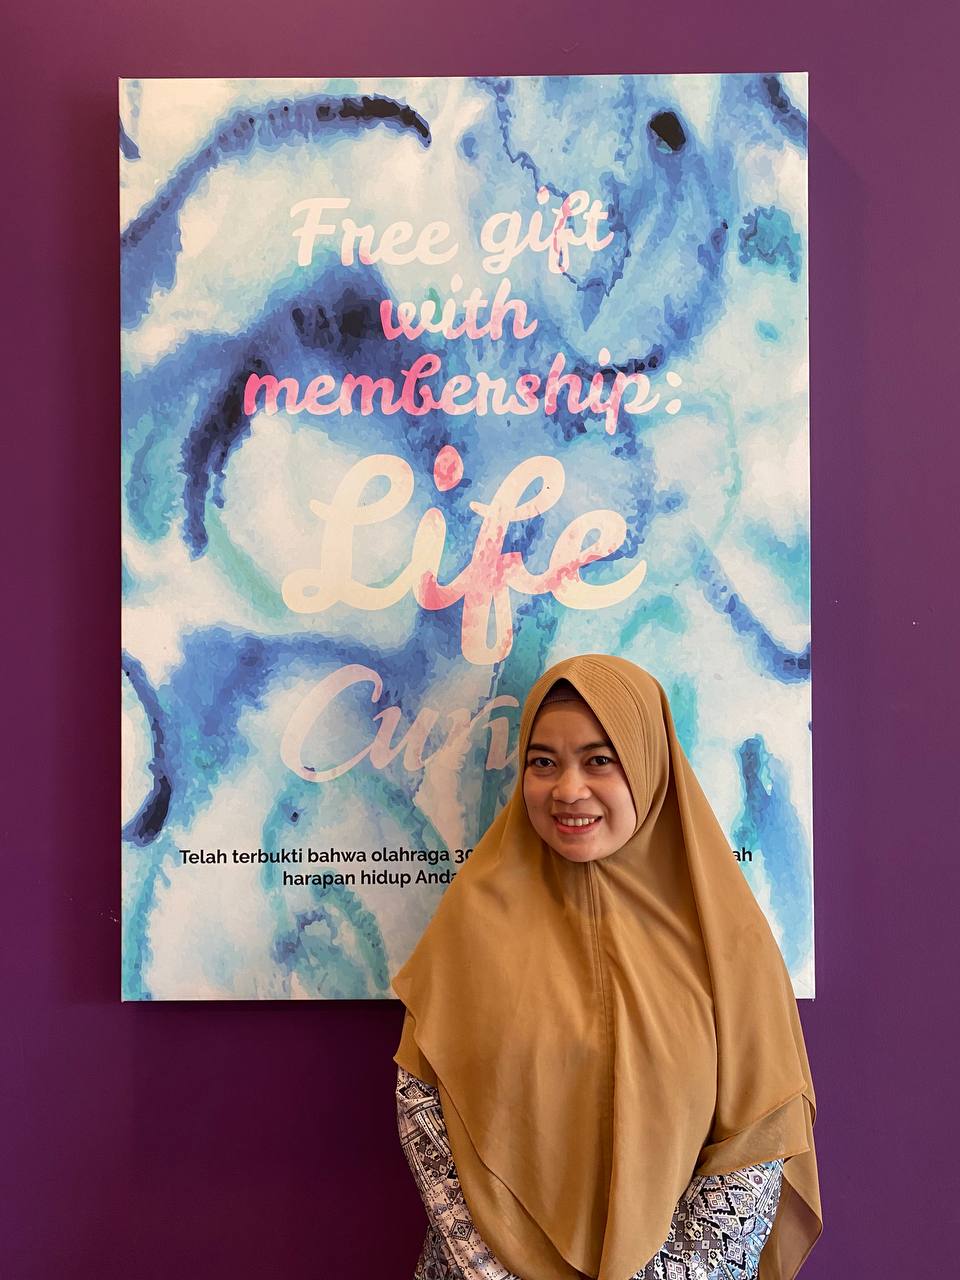 Free gift
with
membership:
Life
Telah terbukti bahwa olahraga 30
harapan hidup Anda